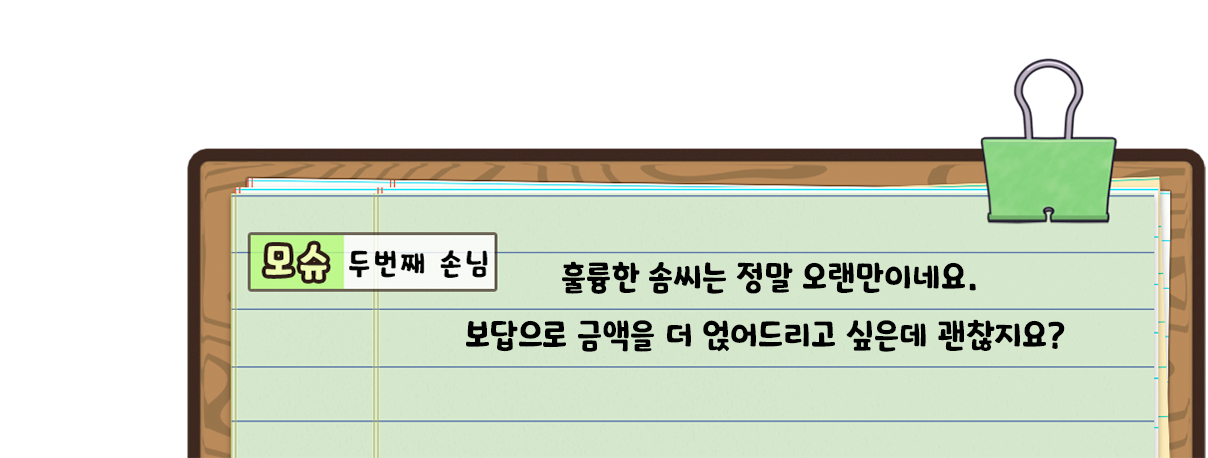 모슈 두번째 손님
훌륭한 솜씨는 정말 오랜만이네요.
보답으로 금액을 더 얹어드리고 싶은데 괜찮지요?